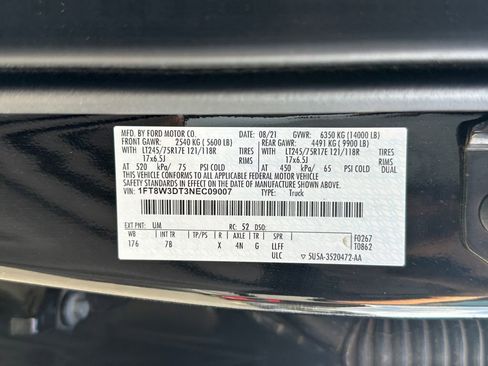 MFD. BY FORD MOTOR CO. 08/21 GVWR: 6350 KG (14000 LB)
FRONT GAWR: 2540 KG (5600 LB) REAR GAWR: 4491 KG (9900 LB)
WITH LT245/75R17E 121/118R TIRES WITH LT245/75R17E 121/118R TIRES
17x6.5J RIMS 17x6.5J RIMS
AT 520 kPa/ 75 PSI COLD AT 450 kPa/ 65 PSI COLD DUAL
THIS VEHICLE CONFORMS TO ALL APPLICABLE FEDERAL MOTOR VEHICLE
SAFETY STANDARDS IN EFFECT ON THE DATE OF MANUFACTURE SHOWN ABOVE.
VIN: 1FT8W3DT3NEC09007 TYPE: Truck
EXT PNT: UM RC: 52 DSO:
WB INT TR TP/PS R AXLE TR SPR F0267
176 7B X 4N G LLFF T0862
ULC ▽ 5U5A-3520472-AA